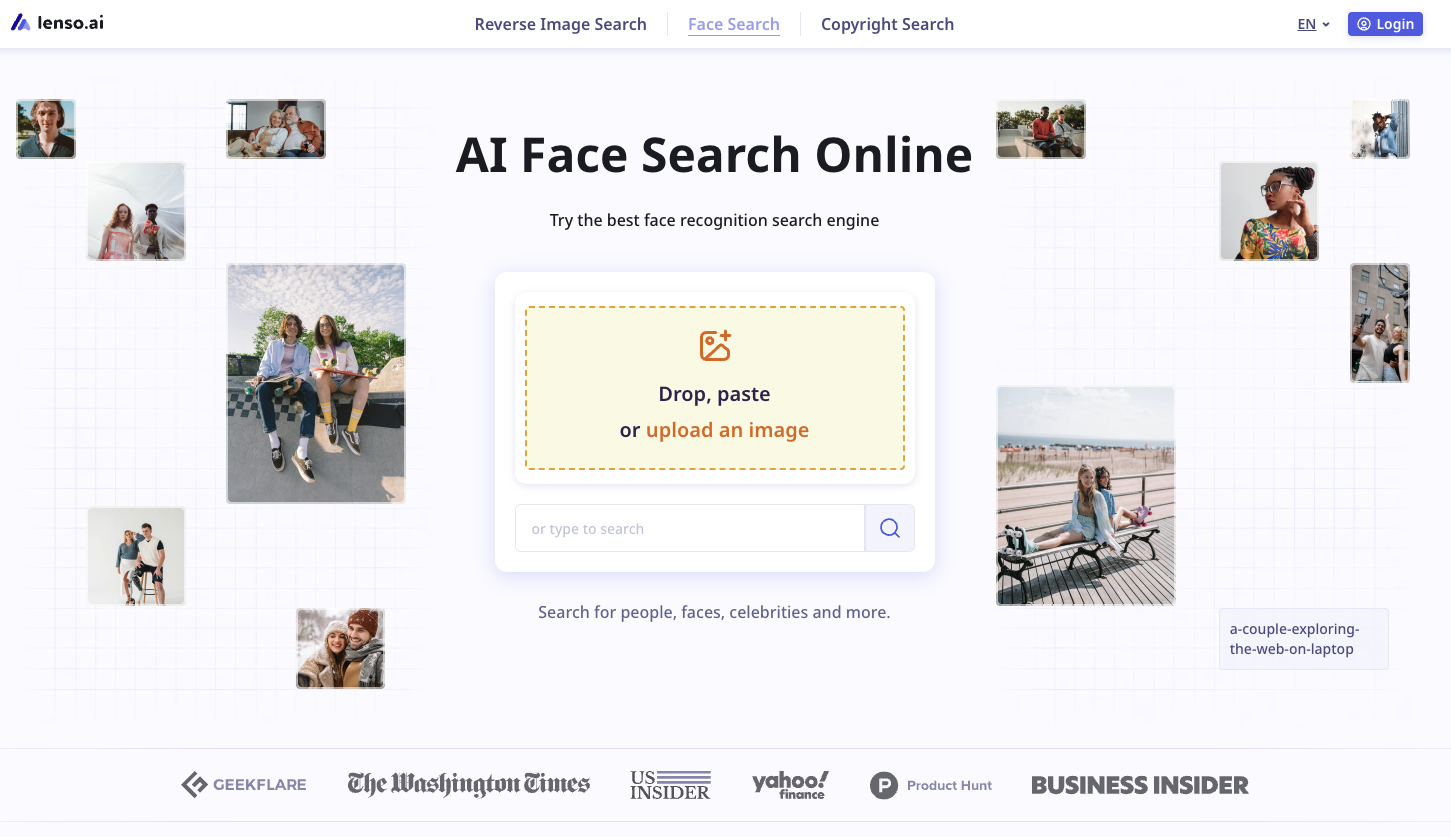 lenso.ai
Reverse Image Search
Face Search
Copyright Search
EN
Login
AI Face Search Online
Try the best face recognition search engine
Drop, paste
or upload an image
or type to search
Search for people, faces, celebrities and more.
a-couple-exploring-
the-web-on-laptop
GEEKFLARE
The Washington Times
US
INSIDER
yahoo!
finance
P Product Hunt
BUSINESS INSIDER